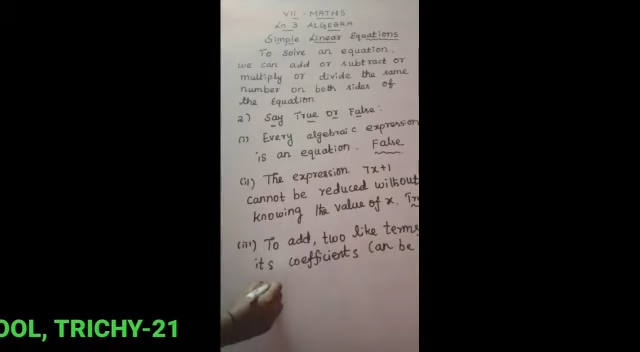 VII - MATHS
Ln 3 ALGEBRA
Simple Linear Equations
To Solve an equation,
we can add or subtract or
multiply or divide the same
number on both sides of
the Equation
2) Say True or False:
(i) Every algebraic expression
is an equation. False
(ii) The expression 7x+1
cannot be reduced without
knowing the value of x. Tr
(iii) To add, two like terms
its coefficients can be
OOL, TRICHY-21